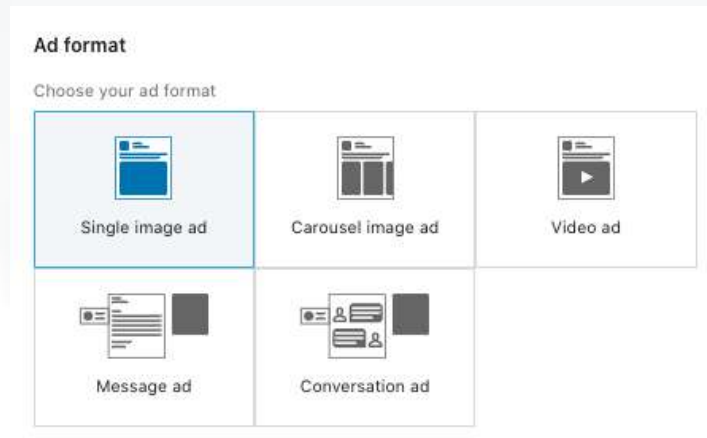 Ad format
Choose your ad format
Single image ad
Carousel image ad
Video ad
Message ad
Conversation ad